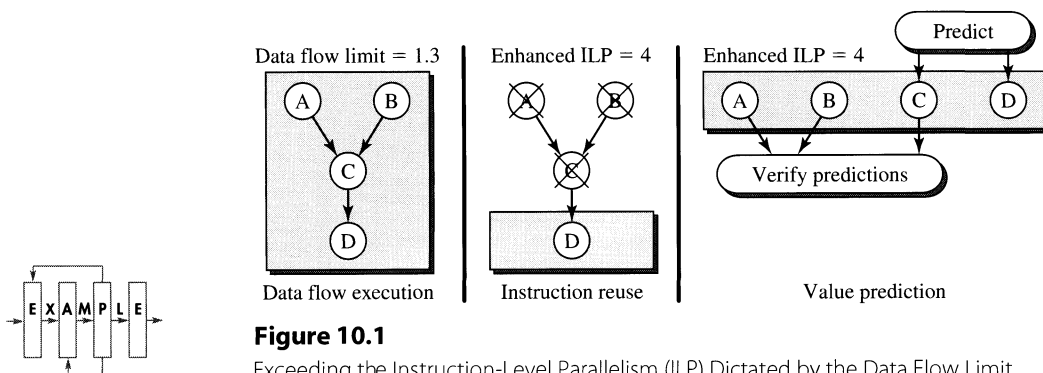 Predict
Data flow limit = 1.3
Enhanced ILP = 4
Enhanced ILP = 4
A B
A B
A B C D
C
C
Verify predictions
D
D
Data flow execution
Instruction reuse
Value prediction
E X A M P L E
Figure 10.1
Exceeding the Instruction-Level Parallelism (ILP) Dictated by the Data Flow Limit.